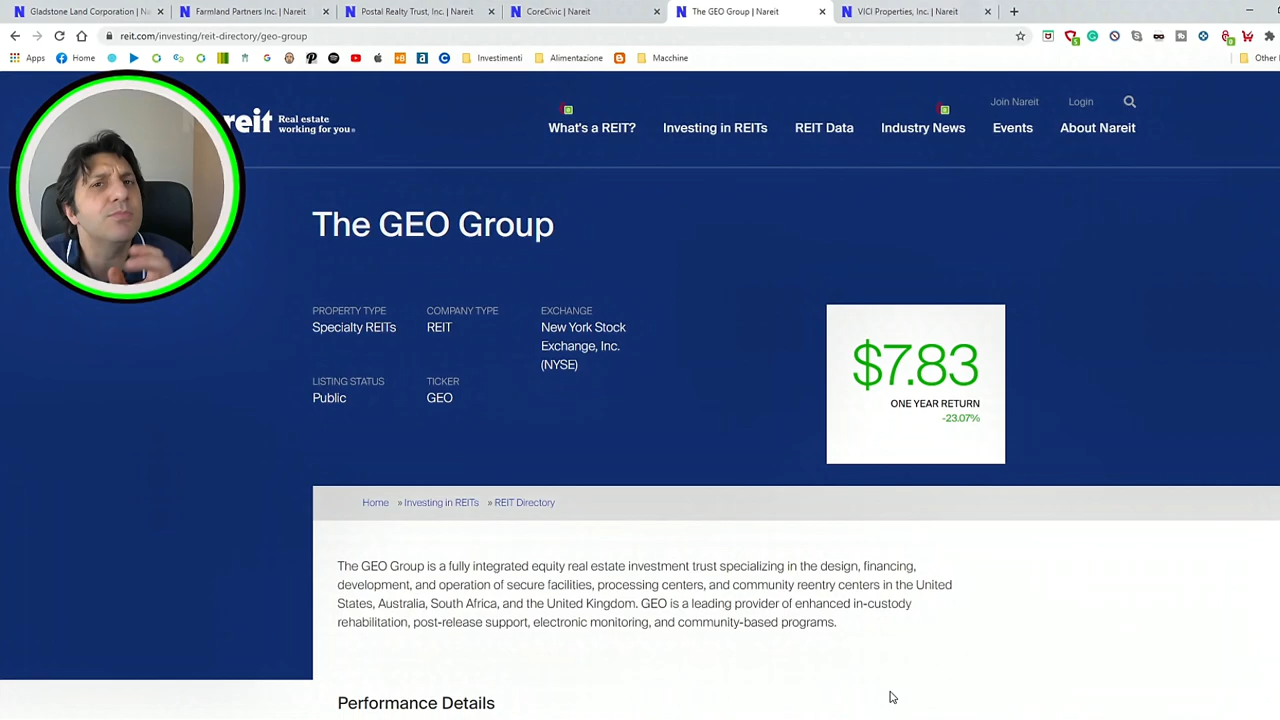 Gladstone Land Corporation | Na
Farmland Partners Inc. | Nareit
Postal Realty Trust, Inc. | Nareit
CoreCivic | Nareit
The GEO Group | Nareit
VICI Properties, Inc. | Nareit
reit.com/investing/reit-directory/geo-group
Apps
Home
Investimenti
Alimentazione
Macchine
Other
reit
Real estate
working for you.
Join Nareit
Login
What's a REIT?
Investing in REITs
REIT Data
Industry News
Events
About Nareit
The GEO Group
PROPERTY TYPE
Specialty REITs
COMPANY TYPE
REIT
EXCHANGE
New York Stock
Exchange, Inc.
(NYSE)
LISTING STATUS
Public
TICKER
GEO
$7.83
ONE YEAR RETURN
-23.07%
Home » Investing in REITs » REIT Directory
The GEO Group is a fully integrated equity real estate investment trust specializing in the design, financing,
development, and operation of secure facilities, processing centers, and community reentry centers in the United
States, Australia, South Africa, and the United Kingdom. GEO is a leading provider of enhanced in-custody
rehabilitation, post-release support, electronic monitoring, and community-based programs.
Performance Details